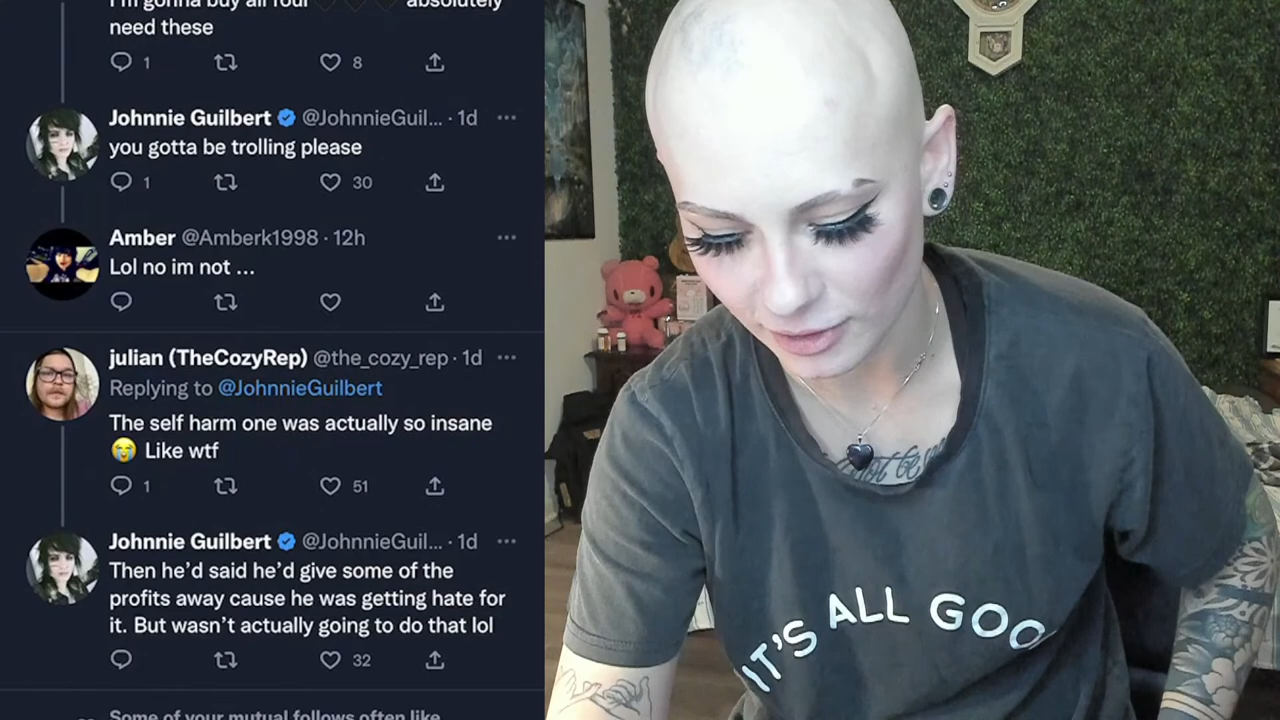 I'm gonna buy all four 🖤🖤🖤 absolutely
need these
1
8
Johnnie Guilbert @JohnnieGuil... · 1d
you gotta be trolling please
1
30
Amber @Amberk1998 · 12h
Lol no im not ...
julian (TheCozyRep) @the_cozy_rep · 1d
Replying to @JohnnieGuilbert
The self harm one was actually so insane
😭 Like wtf
1
51
Johnnie Guilbert @JohnnieGuil... · 1d
Then he'd said he'd give some of the
profits away cause he was getting hate for
it. But wasn't actually going to do that lol
32
Some of your mutual follows often like
IT'S ALL GOO
not be